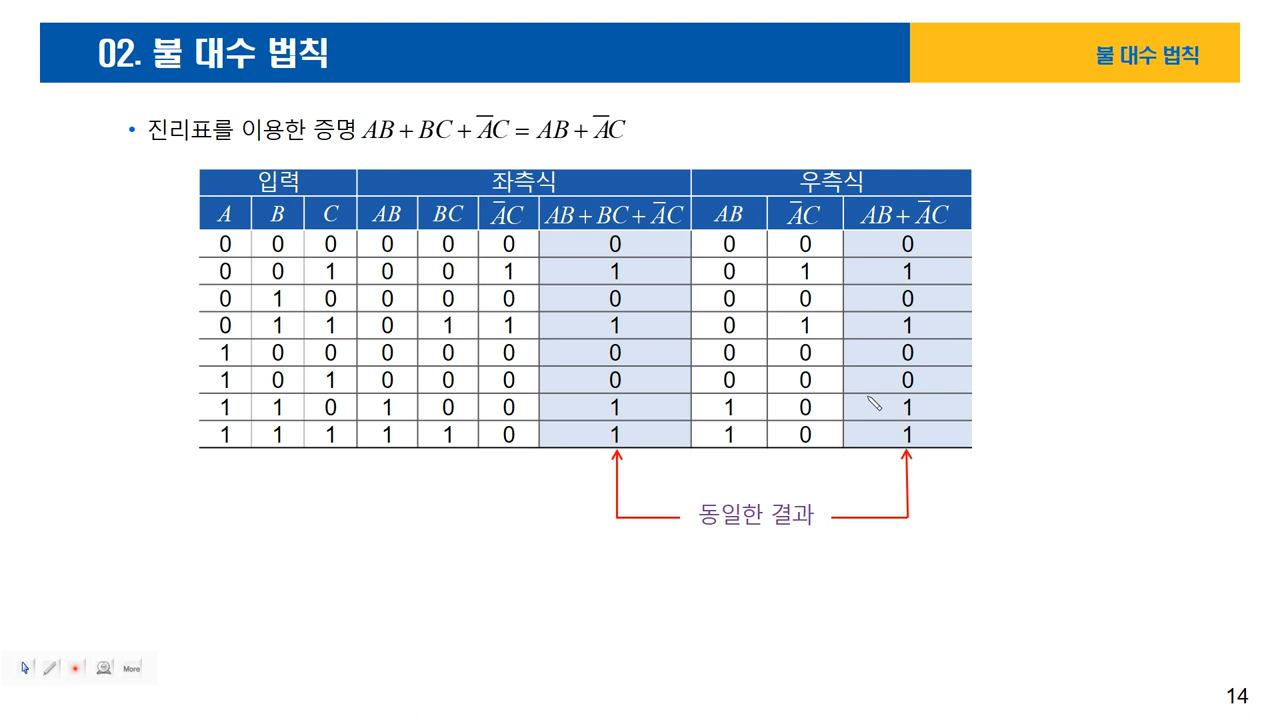 02. 불 대수 법칙
불 대수 법칙
• 진리표를 이용한 증명 AB + BC + A̅C = AB + A̅C
입력 좌측식 우측식
A B C AB BC A̅C AB + BC + A̅C AB A̅C AB + A̅C
0 0 0 0 0 0 0 0 0 0
0 0 1 0 0 1 1 0 1 1
0 1 0 0 0 0 0 0 0 0
0 1 1 0 1 1 1 0 1 1
1 0 0 0 0 0 0 0 0 0
1 0 1 0 0 0 0 0 0 0
1 1 0 1 0 0 1 1 0 1
1 1 1 1 1 0 1 1 0 1
동일한 결과
More
14